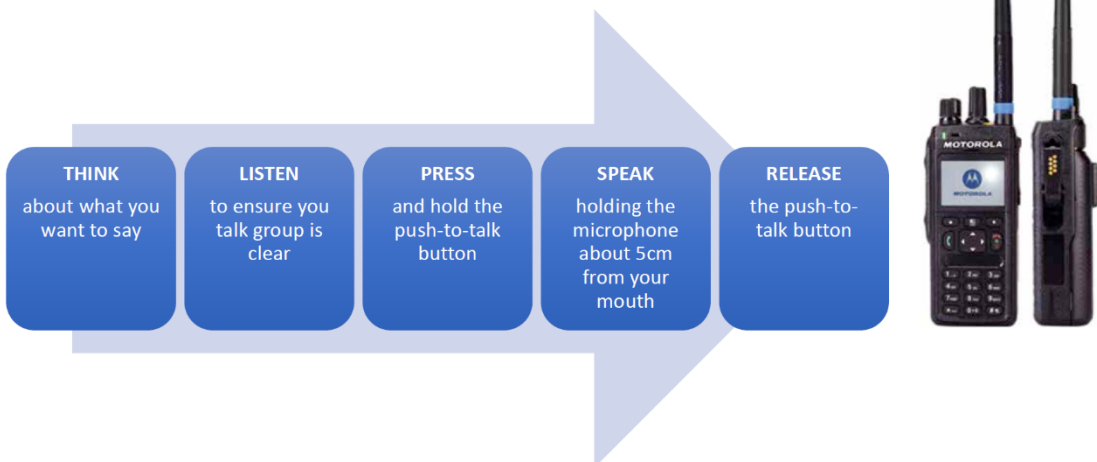 THINK
about what you
want to say
LISTEN
to ensure you
talk group is
clear
PRESS
and hold the
push-to-talk
button
SPEAK
holding the
microphone
about 5cm
from your
mouth
RELEASE
the push-to-
talk button
MOTOROLA
MOTOROLA